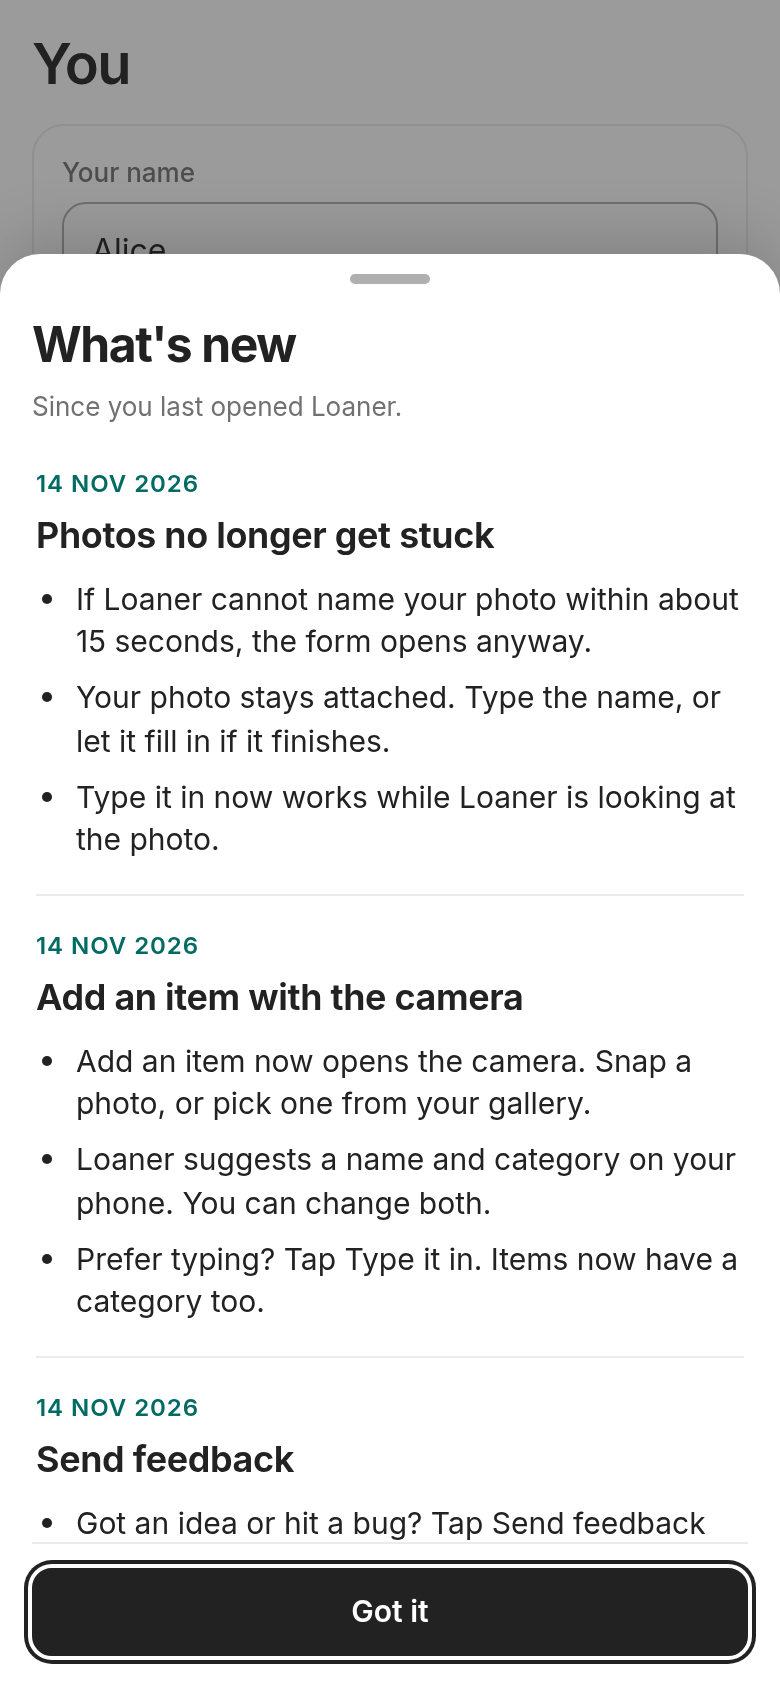 You
Your name
Alice
What's new
Since you last opened Loaner.
14 NOV 2026
Photos no longer get stuck
• If Loaner cannot name your photo within about
15 seconds, the form opens anyway.
• Your photo stays attached. Type the name, or
let it fill in if it finishes.
• Type it in now works while Loaner is looking at
the photo.
14 NOV 2026
Add an item with the camera
• Add an item now opens the camera. Snap a
photo, or pick one from your gallery.
• Loaner suggests a name and category on your
phone. You can change both.
• Prefer typing? Tap Type it in. Items now have a
category too.
14 NOV 2026
Send feedback
• Got an idea or hit a bug? Tap Send feedback
Got it